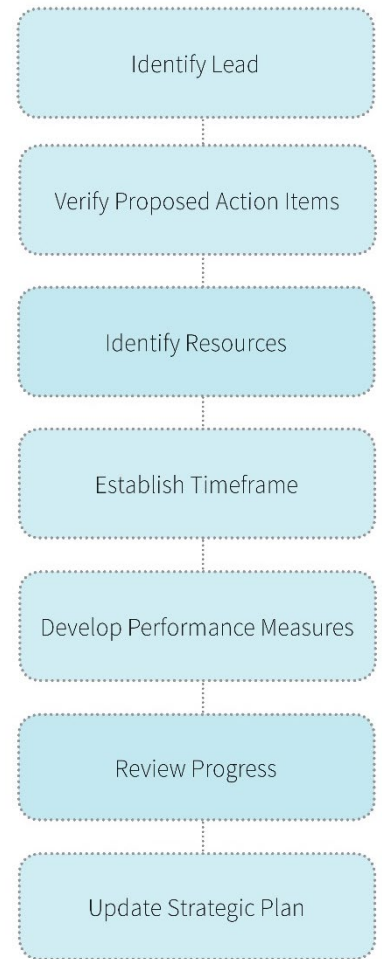 Identify Lead
Verify Proposed Action Items
Identify Resources
Establish Timeframe
Develop Performance Measures
Review Progress
Update Strategic Plan